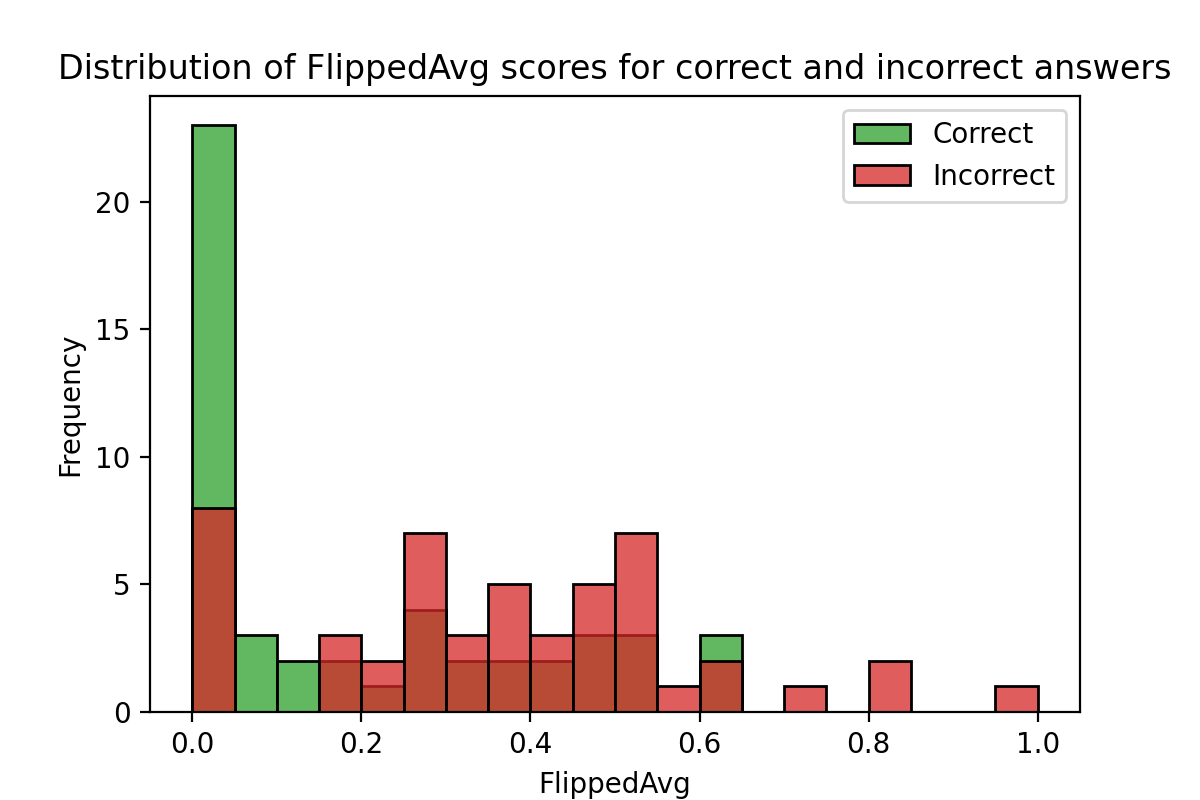 Distribution of FlippedAvg scores for correct and incorrect answers
Correct
Incorrect
Frequency
20
15
10
5
0
0.0 0.2 0.4 0.6 0.8 1.0
FlippedAvg